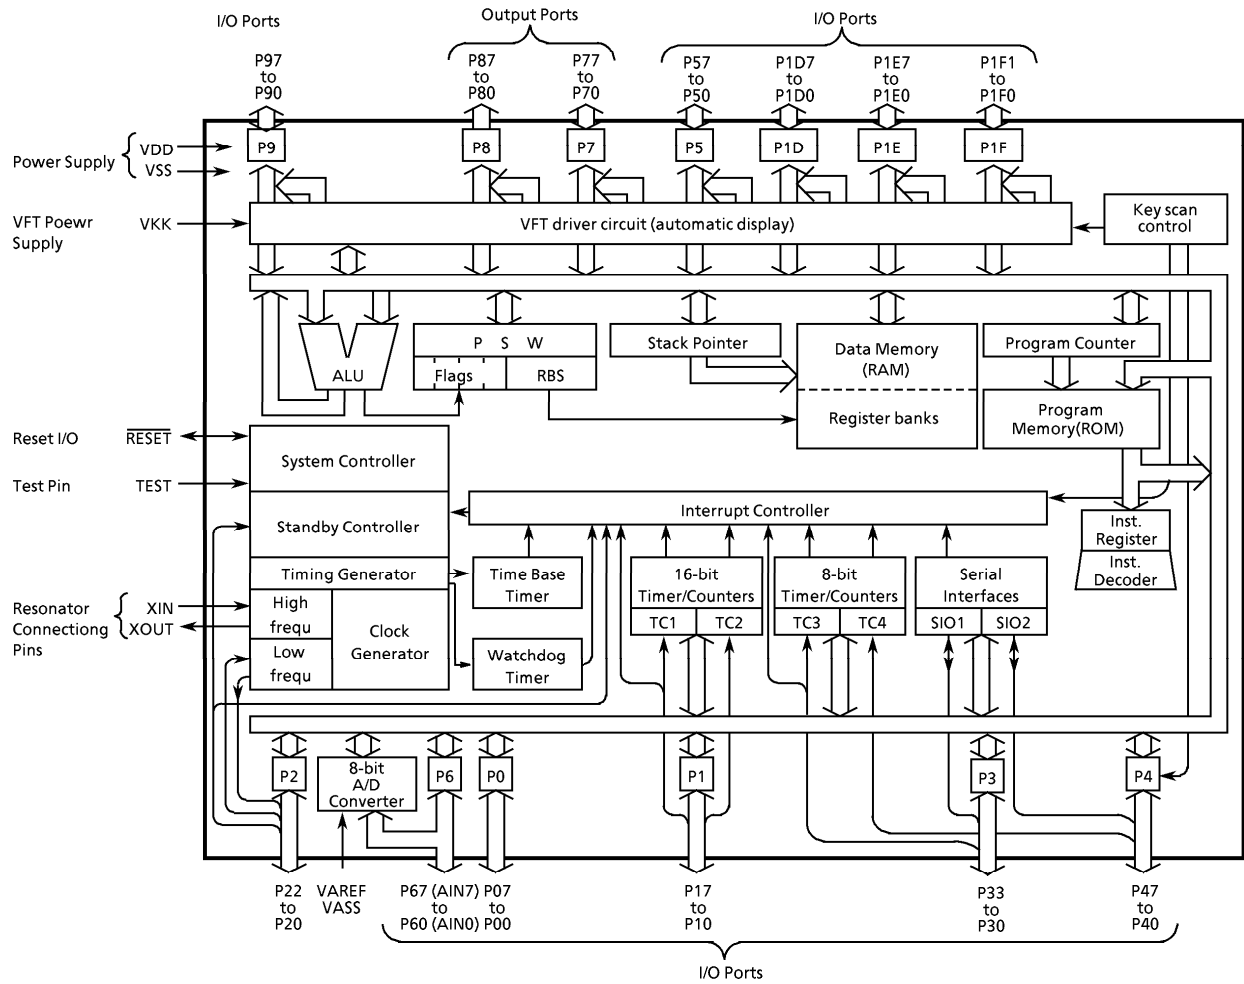 I/O Ports
Output Ports
I/O Ports
P97
to
P90
P87
to
P80
P77
to
P70
P57
to
P50
P1D7
to
P1D0
P1E7
to
P1E0
P1F1
to
P1F0
Power Supply
VDD
VSS
P9
P8
P7
P5
P1D
P1E
P1F
VFT Poewr
Supply
VKK
VFT driver circuit (automatic display)
Key scan
control
ALU
P S W
Flags
RBS
Stack Pointer
Data Memory
(RAM)
Register banks
Program Counter
Program
Memory(ROM)
Reset I/O
RESET
Test Pin
TEST
System Controller
Standby Controller
Timing Generator
High
frequ
Low
frequ
Clock
Generator
Resonator
Connectiong
Pins
XIN
XOUT
Interrupt Controller
Inst.
Register
Inst.
Decoder
Time Base
Timer
Watchdog
Timer
16-bit
Timer/Counters
TC1
TC2
8-bit
Timer/Counters
TC3
TC4
Serial
Interfaces
SIO1
SIO2
P2
8-bit
A/D
Converter
P6
P0
P1
P3
P4
P22
to
P20
VAREF
VASS
P67 (AIN7)
to
P60 (AIN0)
P07
to
P00
P17
to
P10
P33
to
P30
P47
to
P40
I/O Ports